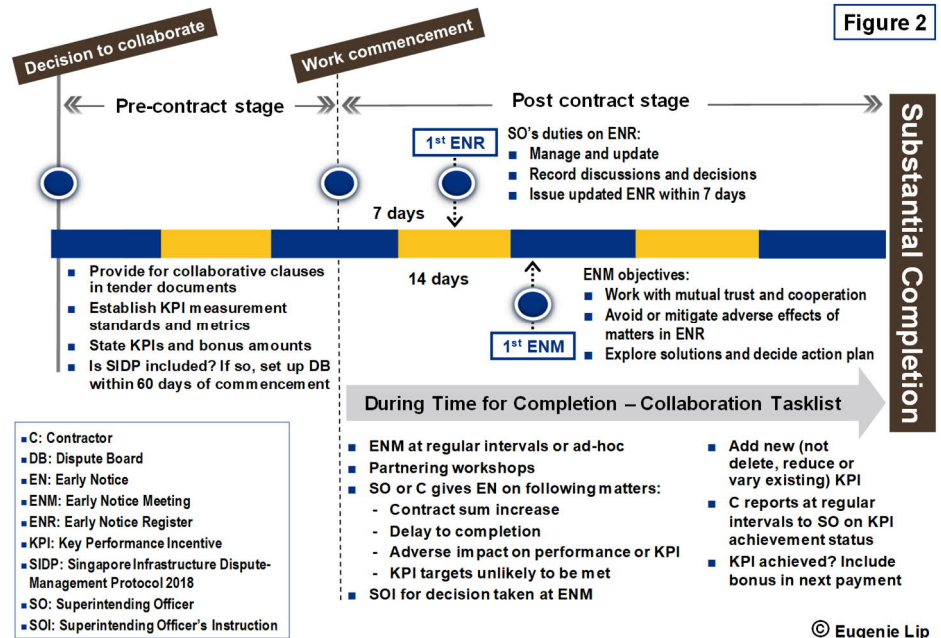 Figure 2
Decision to collaborate
Work commencement
Pre-contract stage
Post contract stage
1st ENR
SO's duties on ENR:
Manage and update
Record discussions and decisions
Issue updated ENR within 7 days
7 days
14 days
Provide for collaborative clauses
in tender documents
Establish KPI measurement
standards and metrics
State KPIs and bonus amounts
Is SIDP included? If so, set up DB
within 60 days of commencement
1st ENM
ENM objectives:
Work with mutual trust and cooperation
Avoid or mitigate adverse effects of
matters in ENR
Explore solutions and decide action plan
Substantial Completion
During Time for Completion – Collaboration Tasklist
ENM at regular intervals or ad-hoc
Partnering workshops
SO or C gives EN on following matters:
- Contract sum increase
- Delay to completion
- Adverse impact on performance or KPI
- KPI targets unlikely to be met
SOI for decision taken at ENM
Add new (not
delete, reduce or
vary existing) KPI
C reports at regular
intervals to SO on KPI
achievement status
KPI achieved? Include
bonus in next payment
C: Contractor
DB: Dispute Board
EN: Early Notice
ENM: Early Notice Meeting
ENR: Early Notice Register
KPI: Key Performance Incentive
SIDP: Singapore Infrastructure Dispute-
Management Protocol 2018
SO: Superintending Officer
SOI: Superintending Officer's Instruction
© Eugenie Lip